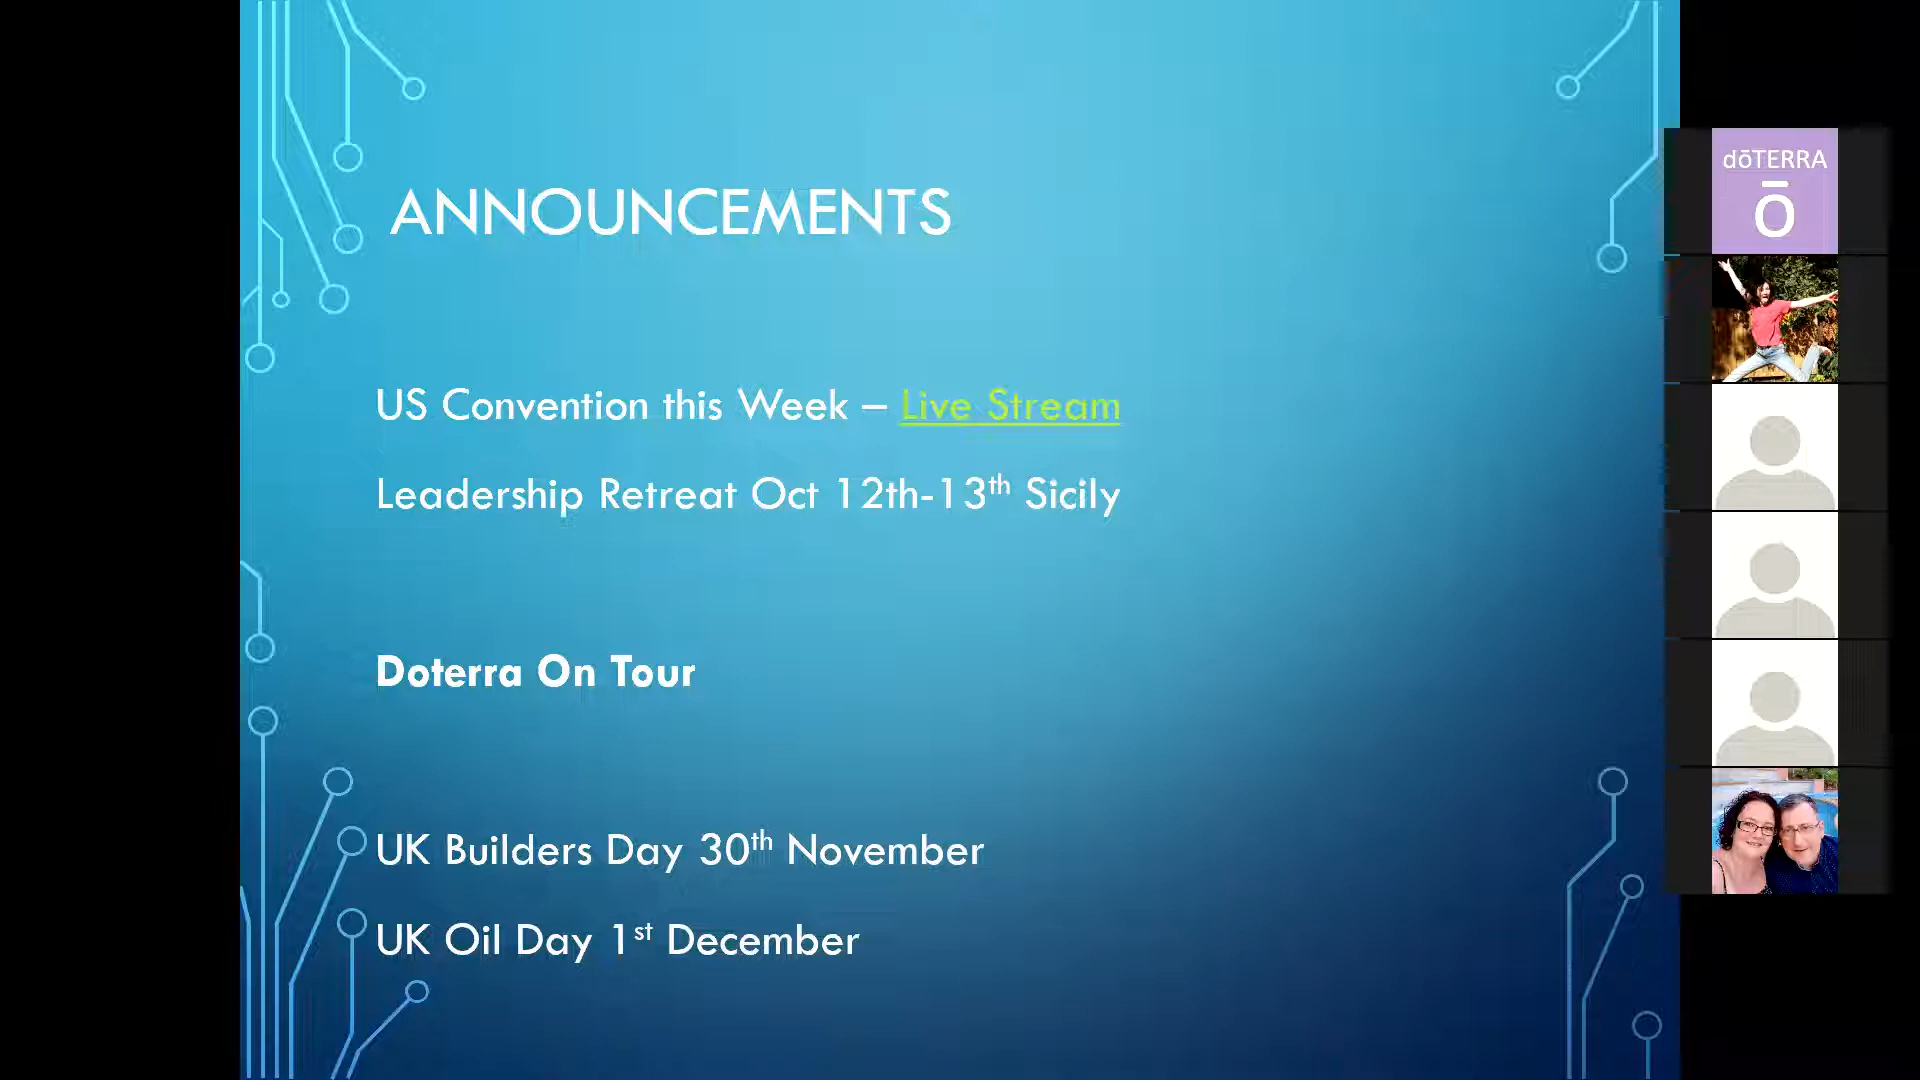 ANNOUNCEMENTS
US Convention this Week – Live Stream
Leadership Retreat Oct 12th-13th Sicily
Doterra On Tour
UK Builders Day 30th November
UK Oil Day 1st December
dōTERRA
ō